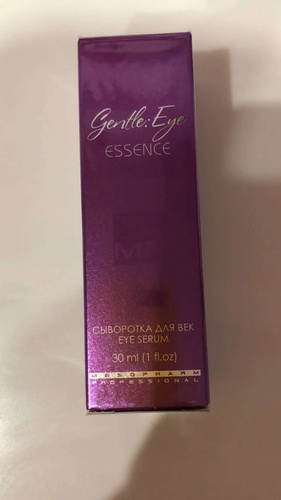 Gentle: Eye
ESSENCE
СЫВОРОТКА ДЛЯ ВЕК
EYE SERUM
30 ml (1 fl.oz)
MESOPHARM
PROFESSIONAL